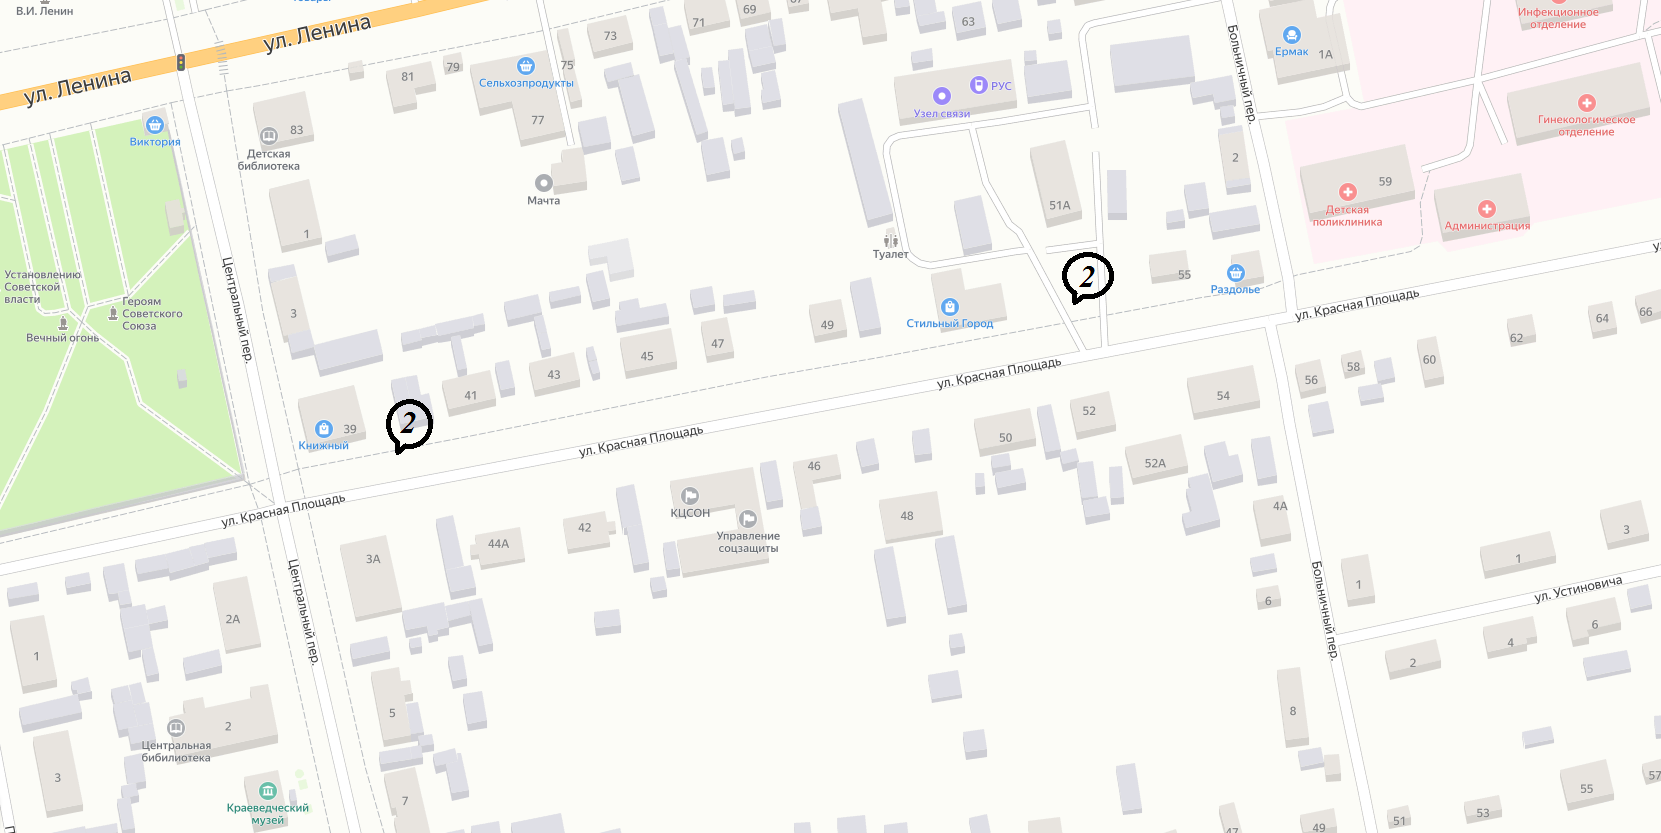 В.И. Ленин
ул. Ленина
ул. Ленина
71
69
73
63
Ермак
1А
Инфекционное
отделение
81
79
75
Сельхозпродукты
77
83
Детская
библиотека
Виктория
Мачта
РУС
Узел связи
Больничный пер.
2
Гинекологическое
отделение
59
Детская
поликлиника
Администрация
51А
Туалет
1
Центральный пер.
Установлению
Советской
власти
Героям
Советского
Союза
Вечный огонь
3
2
55
Раздолье
Стильный Город
49
47
45
43
41
39
Книжный
2
ул. Красная Площадь
ул. Красная Площадь
ул. Красная Площадь
ул. Красная Площадь
62
64
66
60
58
56
54
52
50
52А
46
48
КЦСОН
Управление
соцзащиты
42
44А
3А
4А
6
Центральный пер.
Больничный пер.
1
1
3
ул. Устиновича
6
4
2
2А
1
5
2
Центральная
бибилиотека
3
Краеведческий
музей
7
8
55
57
53
51
49
47